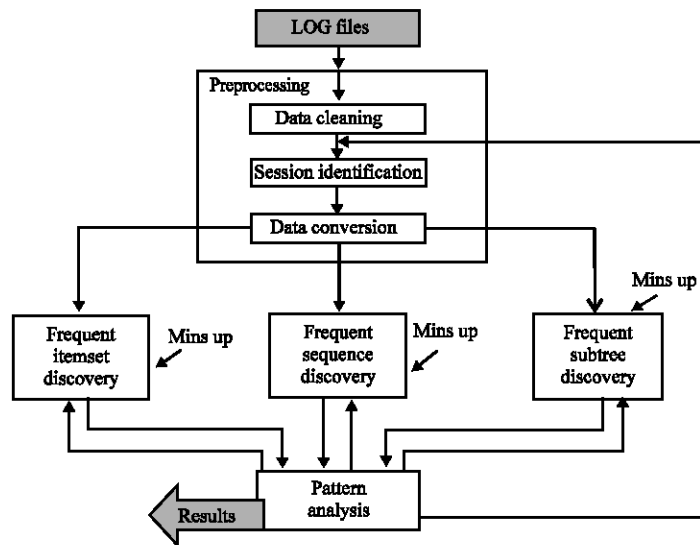 LOG files
Preprocessing
Data cleaning
Session identification
Data conversion
Mins up
Frequent
itemset
discovery
Mins up
Frequent
sequence
discovery
Mins up
Frequent
subtree
discovery
Pattern
analysis
Results